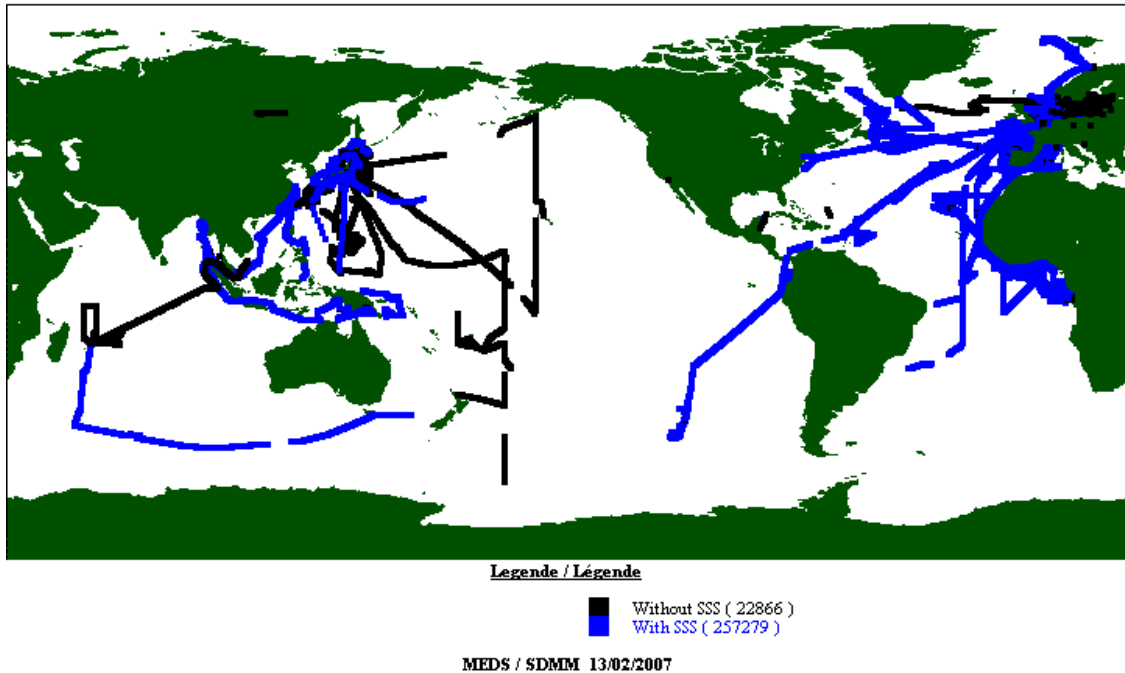 Legende / Légende
Without SSS ( 22866 )
With SSS ( 257279 )
MEDS / SDMM 13/02/2007